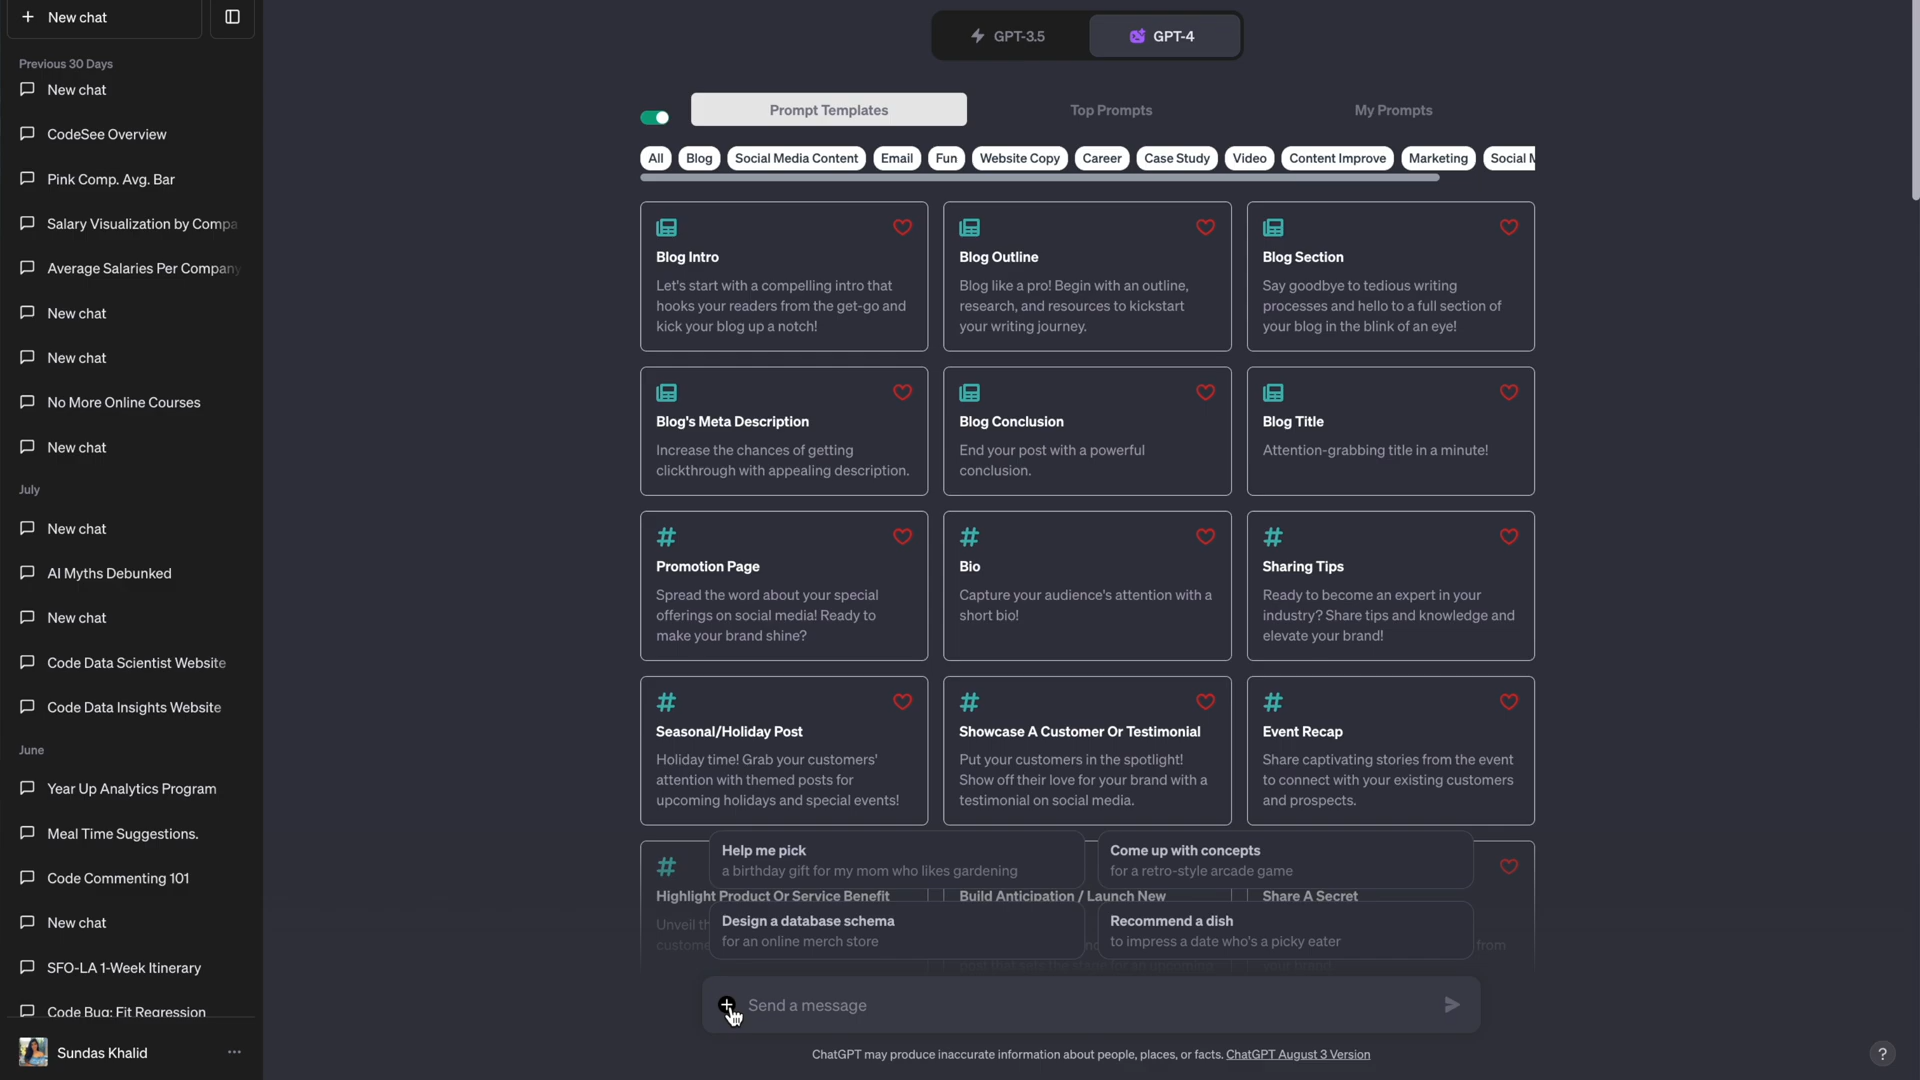 New chat
Previous 30 Days
New chat
CodeSee Overview
Pink Comp. Avg. Bar
Salary Visualization by Compa
Average Salaries Per Company
New chat
New chat
No More Online Courses
New chat
July
New chat
AI Myths Debunked
New chat
Code Data Scientist Website
Code Data Insights Website
June
Year Up Analytics Program
Meal Time Suggestions.
Code Commenting 101
New chat
SFO-LA 1-Week Itinerary
Code Bug: Fit Regression
Sundas Khalid
GPT-3.5 GPT-4
Prompt Templates Top Prompts My Prompts
All Blog Social Media Content Email Fun Website Copy Career Case Study Video Content Improve Marketing Social M
Blog Intro
Let's start with a compelling intro that
hooks your readers from the get-go and
kick your blog up a notch!
Blog Outline
Blog like a pro! Begin with an outline,
research, and resources to kickstart
your writing journey.
Blog Section
Say goodbye to tedious writing
processes and hello to a full section of
your blog in the blink of an eye!
Blog's Meta Description
Increase the chances of getting
clickthrough with appealing description.
Blog Conclusion
End your post with a powerful
conclusion.
Blog Title
Attention-grabbing title in a minute!
Promotion Page
Spread the word about your special
offerings on social media! Ready to
make your brand shine?
Bio
Capture your audience's attention with a
short bio!
Sharing Tips
Ready to become an expert in your
industry? Share tips and knowledge and
elevate your brand!
Seasonal/Holiday Post
Holiday time! Grab your customers'
attention with themed posts for
upcoming holidays and special events!
Showcase A Customer Or Testimonial
Put your customers in the spotlight!
Show off their love for your brand with a
testimonial on social media.
Event Recap
Share captivating stories from the event
to connect with your existing customers
and prospects.
Highlight Product Or Service Benefit
Unveil th
custome
Build Anticipation / Launch New
post that sets the stage for an upcoming
Share A Secret
from
your brand.
Help me pick
a birthday gift for my mom who likes gardening
Come up with concepts
for a retro-style arcade game
Design a database schema
for an online merch store
Recommend a dish
to impress a date who's a picky eater
Send a message
ChatGPT may produce inaccurate information about people, places, or facts. ChatGPT August 3 Version
?